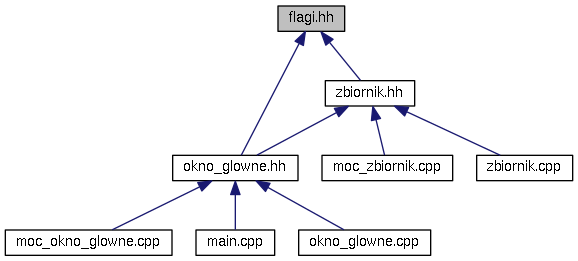 flagi.hh
zbiornik.hh
okno_glowne.hh
moc_zbiornik.cpp
zbiornik.cpp
moc_okno_glowne.cpp
main.cpp
okno_glowne.cpp